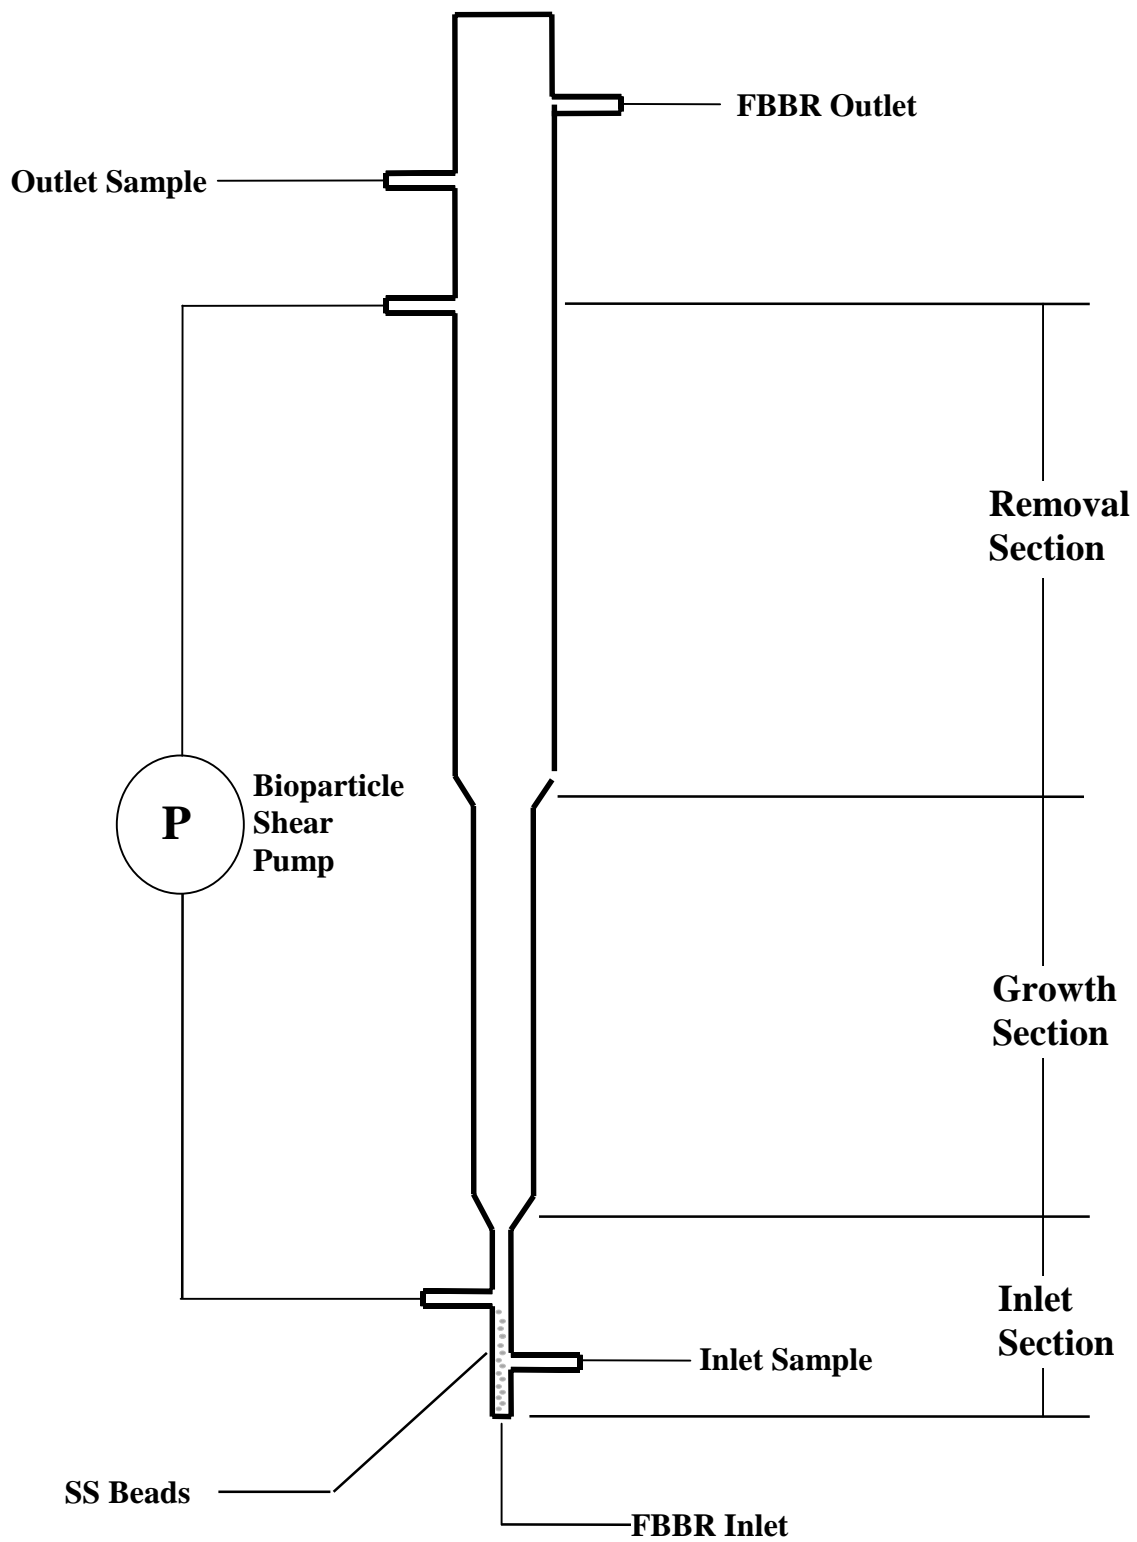 FBBR Outlet
Outlet Sample
Removal
Section
P
Bioparticle
Shear
Pump
Growth
Section
Inlet
Section
Inlet Sample
SS Beads
FBBR Inlet